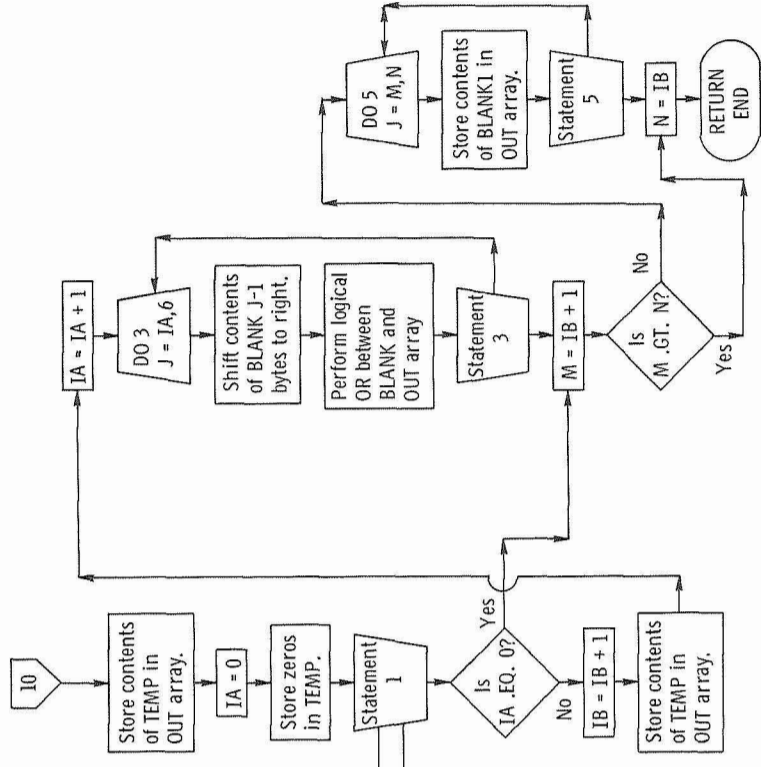 10
Store contents
of TEMP in
OUT array.
IA = 0
Store zeros
in TEMP.
Statement
1
Is
IA .EQ. 0?
Yes
No
IB = IB + 1
Store contents
of TEMP in
OUT array.
IA = IA + 1
DO 3
J = IA,6
Shift contents
of BLANK J-1
bytes to right.
Perform logical
OR between
BLANK and
OUT array
Statement
3
M = IB + 1
Is
M .GT. N?
No
Yes
DO 5
J = M,N
Store contents
of BLANK1 in
OUT array.
Statement
5
N = IB
RETURN
END